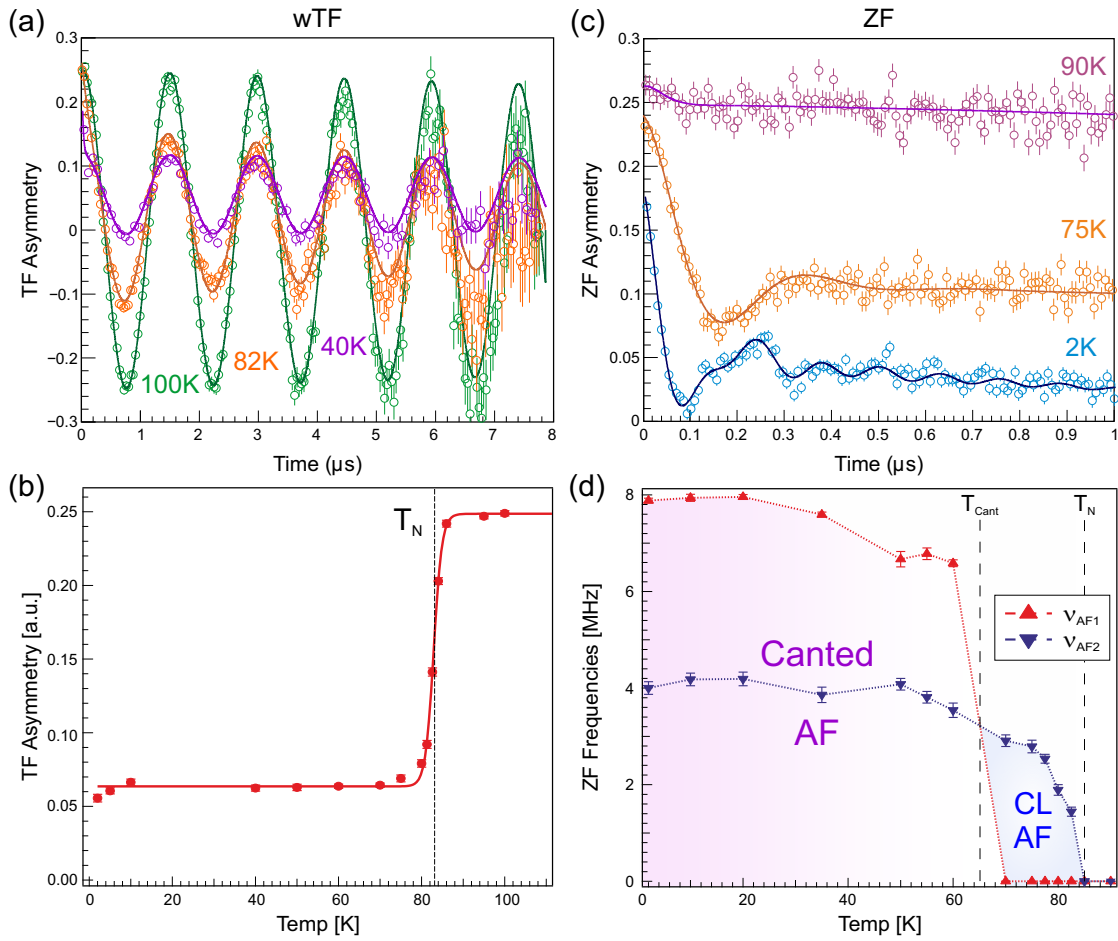 (a)
wTF
0.3
0.2
0.1
0
−0.1
−0.2
−0.3
TF Asymmetry
100K
82K
40K
0 1 2 3 4 5 6 7 8
Time (μs)
(c)
ZF
0.3
0.25
0.2
0.15
0.1
0.05
0
ZF Asymmetry
90K
75K
2K
0 0.1 0.2 0.3 0.4 0.5 0.6 0.7 0.8 0.9 1
Time (μs)
(b)
0.25
0.20
0.15
0.10
0.05
0.00
TF Asymmetry [a.u.]
T_N
0 20 40 60 80 100
Temp [K]
(d)
T_Cant
T_N
8
6
4
2
0
ZF Frequencies [MHz]
ν_AF1
ν_AF2
Canted
AF
CL
AF
0 20 40 60 80
Temp [K]